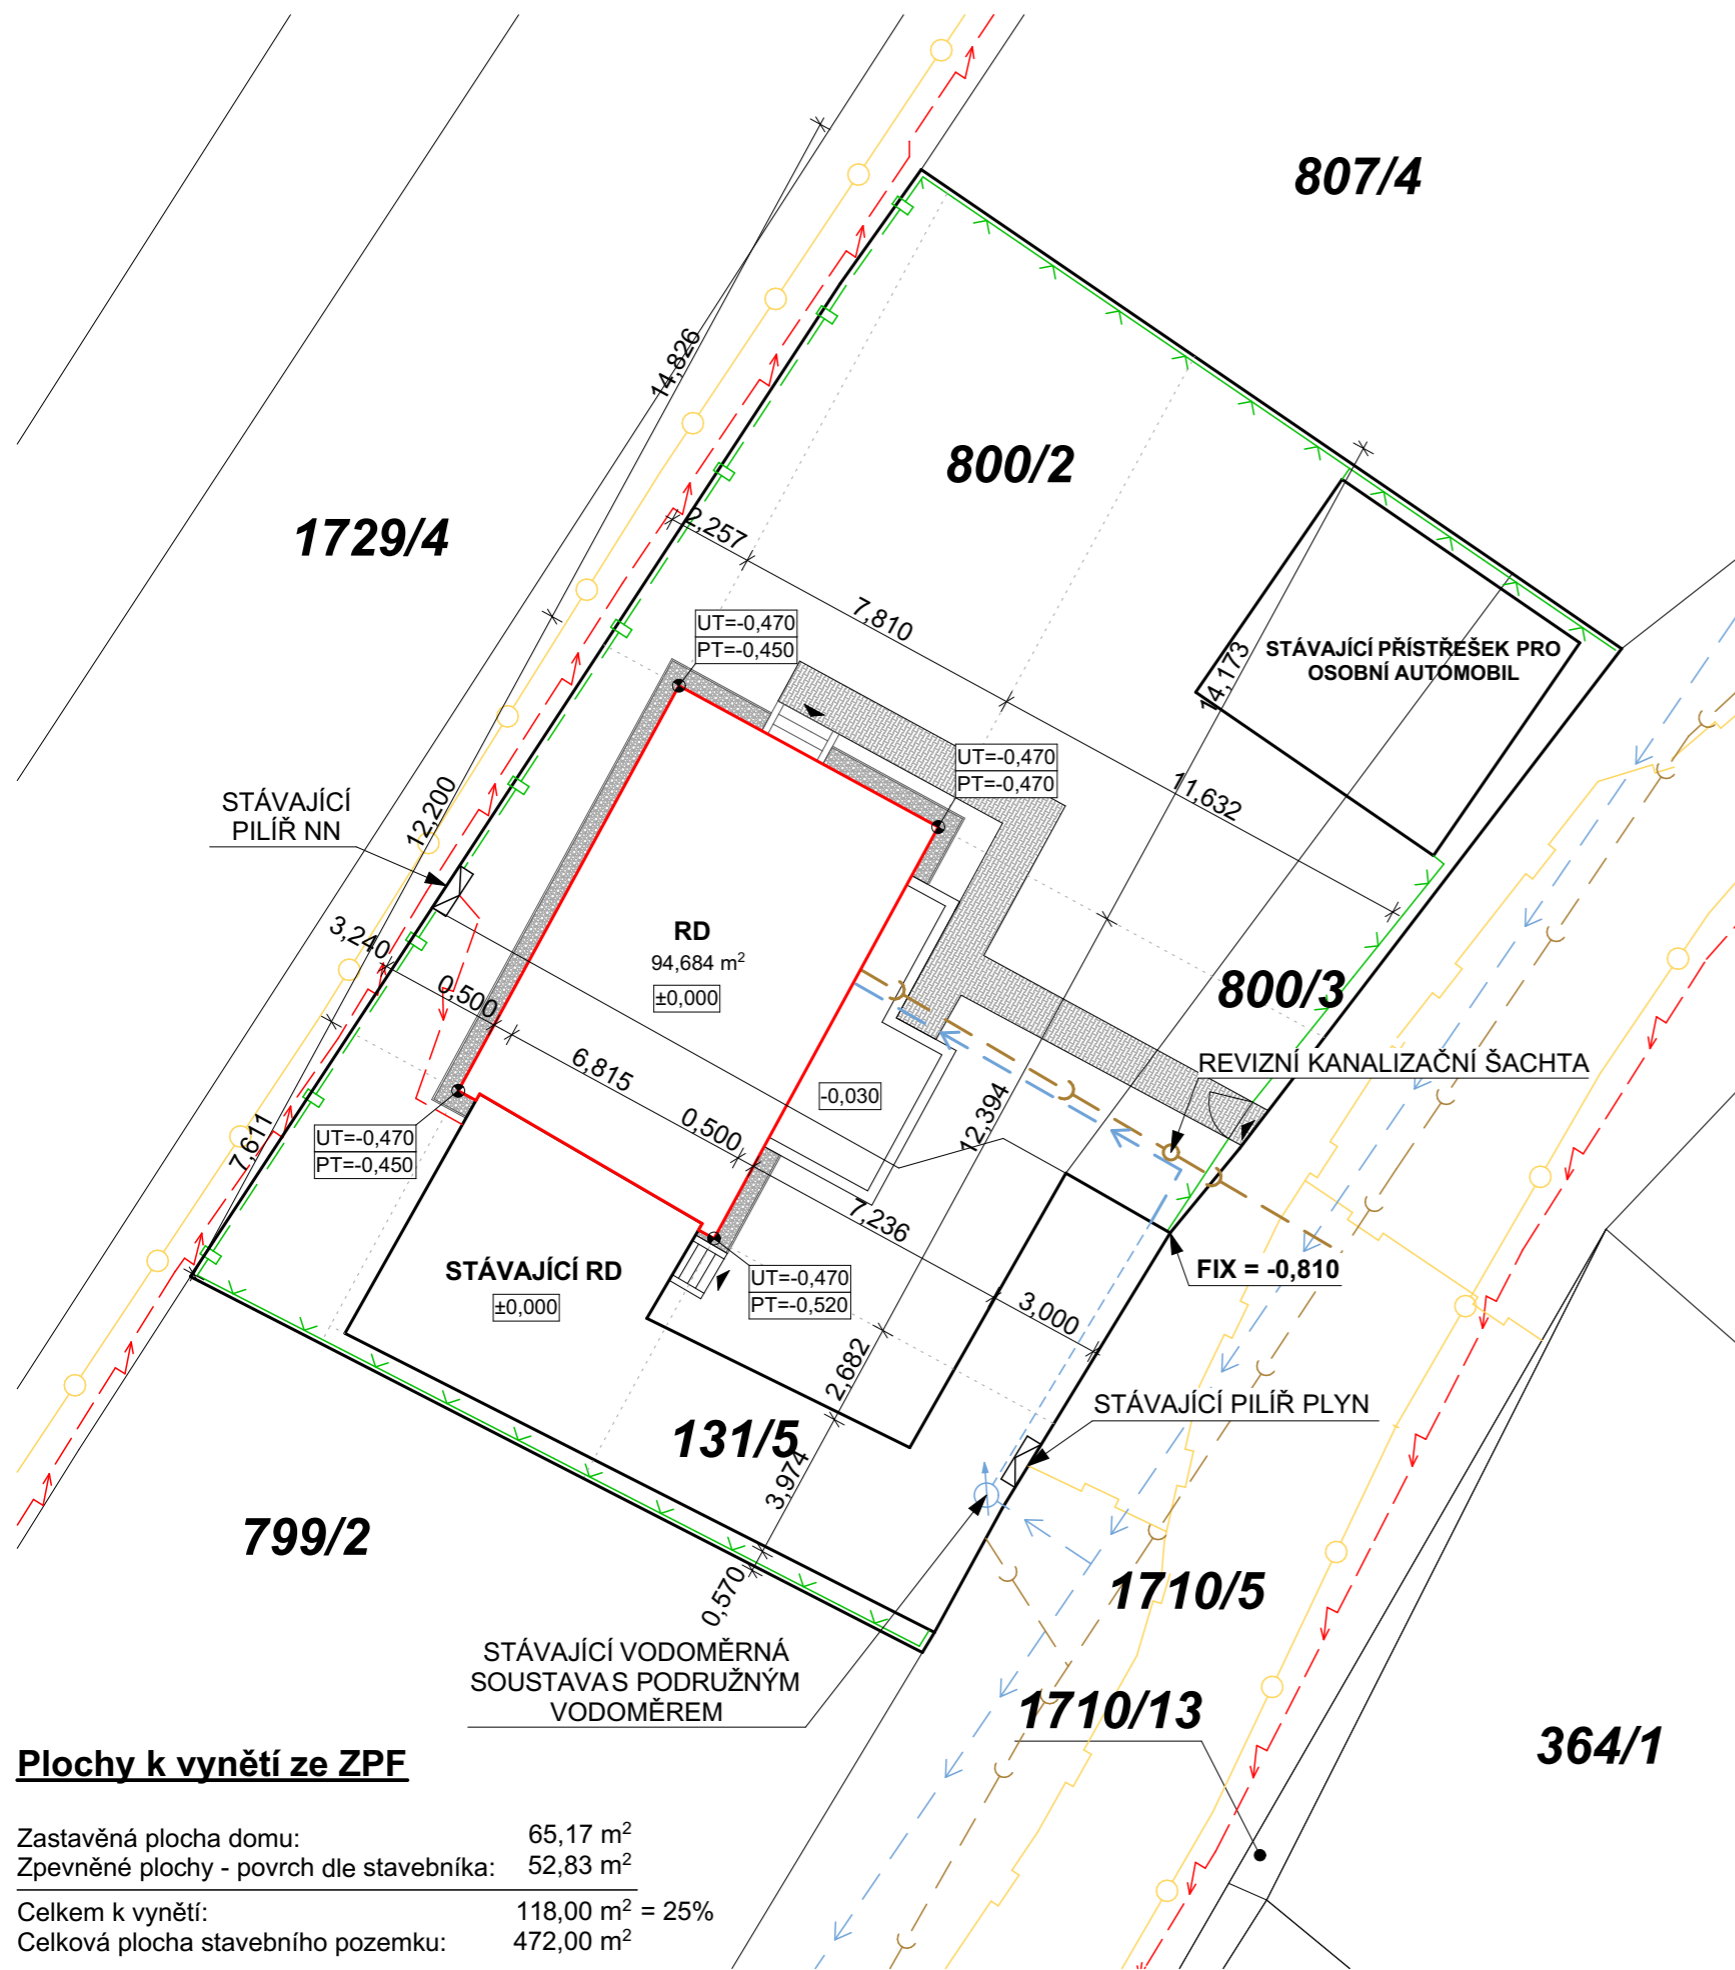 807/4
14,826
800/2
1729/4
2,257
7,810
UT=-0,470
PT=-0,450
STÁVAJÍCÍ PŘÍSTŘEŠEK PRO
OSOBNÍ AUTOMOBIL
14,173
UT=-0,470
PT=-0,470
11,632
STÁVAJÍCÍ
PILÍŘ NN
12,200
3,240
0,500
RD
94,684 m²
±0,000
800/3
6,815
REVIZNÍ KANALIZAČNÍ ŠACHTA
-0,030
12,394
0,500
UT=-0,470
PT=-0,450
7,611
7,236
STÁVAJÍCÍ RD
±0,000
UT=-0,470
PT=-0,520
FIX = -0,810
3,000
2,682
STÁVAJÍCÍ PILÍŘ PLYN
131/5
3,974
799/2
0,570
1710/5
STÁVAJÍCÍ VODOMĚRNÁ
SOUSTAVA S PODRUŽNÝM
VODOMĚREM
1710/13
364/1
Plochy k vynětí ze ZPF
Zastavěná plocha domu: 65,17 m²
Zpevněné plochy - povrch dle stavebníka: 52,83 m²
Celkem k vynětí: 118,00 m² = 25%
Celková plocha stavebního pozemku: 472,00 m²